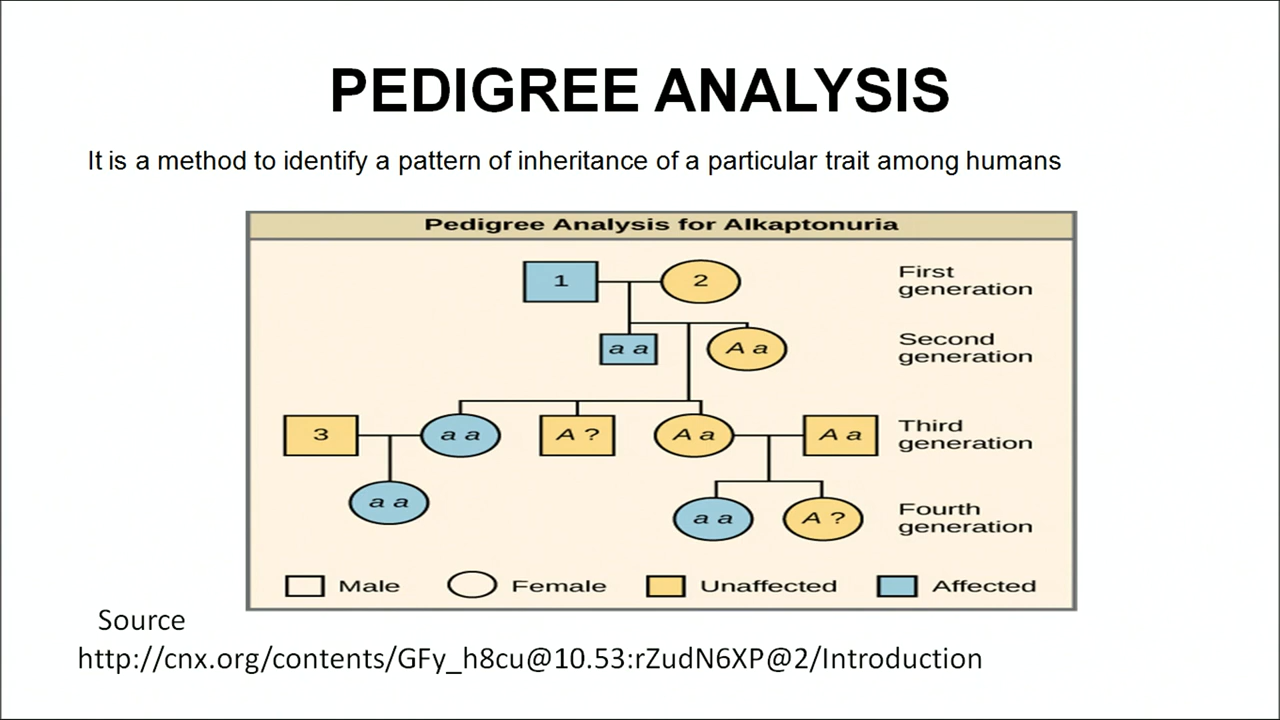 PEDIGREE ANALYSIS
It is a method to identify a pattern of inheritance of a particular trait among humans
Pedigree Analysis for Alkaptonuria
1 2 First
generation
a a A a Second
generation
3 a a A ? A a A a Third
generation
a a a a A ? Fourth
generation
Male Female Unaffected Affected
Source
http://cnx.org/contents/GFy_h8cu@10.53:rZudN6XP@2/Introduction